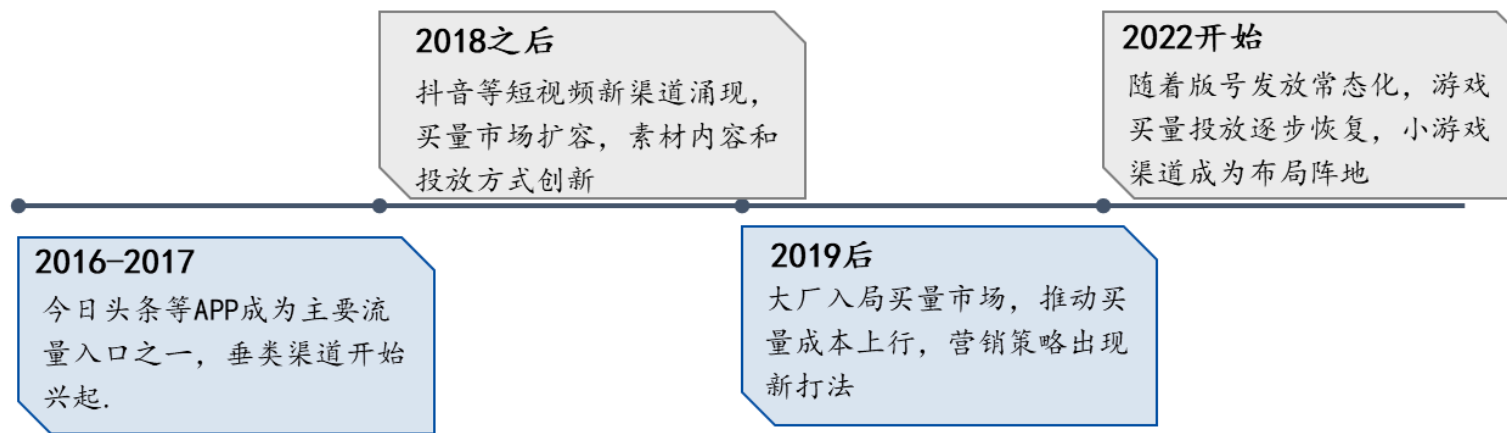 2018之后
抖音等短视频新渠道涌现，
买量市场扩容，素材内容和
投放方式创新
2022开始
随着版号发放常态化，游戏
买量投放逐步恢复，小游戏
渠道成为布局阵地
2016-2017
今日头条等APP成为主要流
量入口之一，垂类渠道开始
兴起.
2019后
大厂入局买量市场，推动买
量成本上行，营销策略出现
新打法